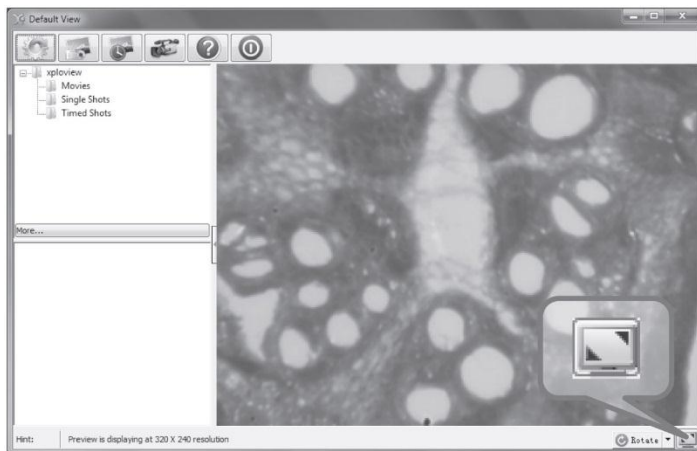 Default View
xploview
Movies
Single Shots
Timed Shots
More...
Hint: Preview is displaying at 320 X 240 resolution
Rotate